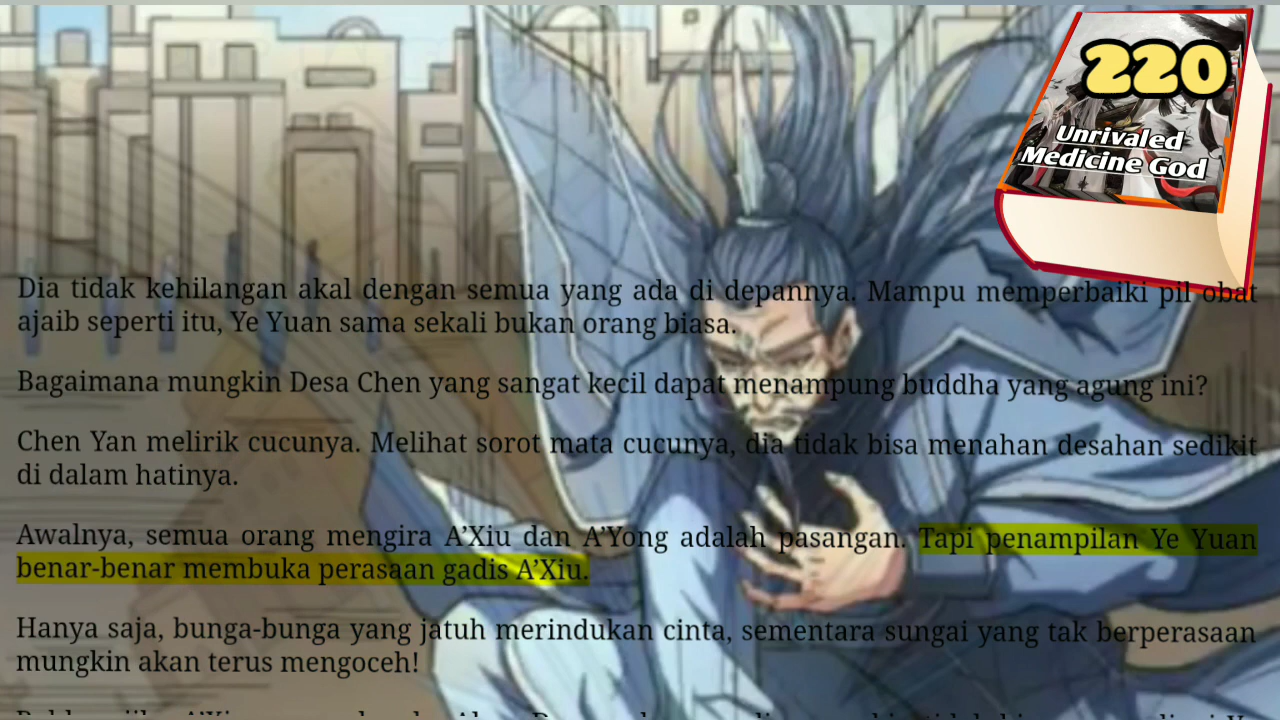 220
Unrivaled
Medicine God
Dia tidak kehilangan akal dengan semua yang ada di depannya. Mampu memperbaiki pil obat
ajaib seperti itu, Ye Yuan sama sekali bukan orang biasa.
Bagaimana mungkin Desa Chen yang sangat kecil dapat menampung buddha yang agung ini?
Chen Yan melirik cucunya. Melihat sorot mata cucunya, dia tidak bisa menahan desahan sedikit
di dalam hatinya.
Awalnya, semua orang mengira A’Xiu dan A’Yong adalah pasangan. Tapi penampilan Ye Yuan
benar-benar membuka perasaan gadis A’Xiu.
Hanya saja, bunga-bunga yang jatuh merindukan cinta, sementara sungai yang tak berperasaan
mungkin akan terus mengoceh!